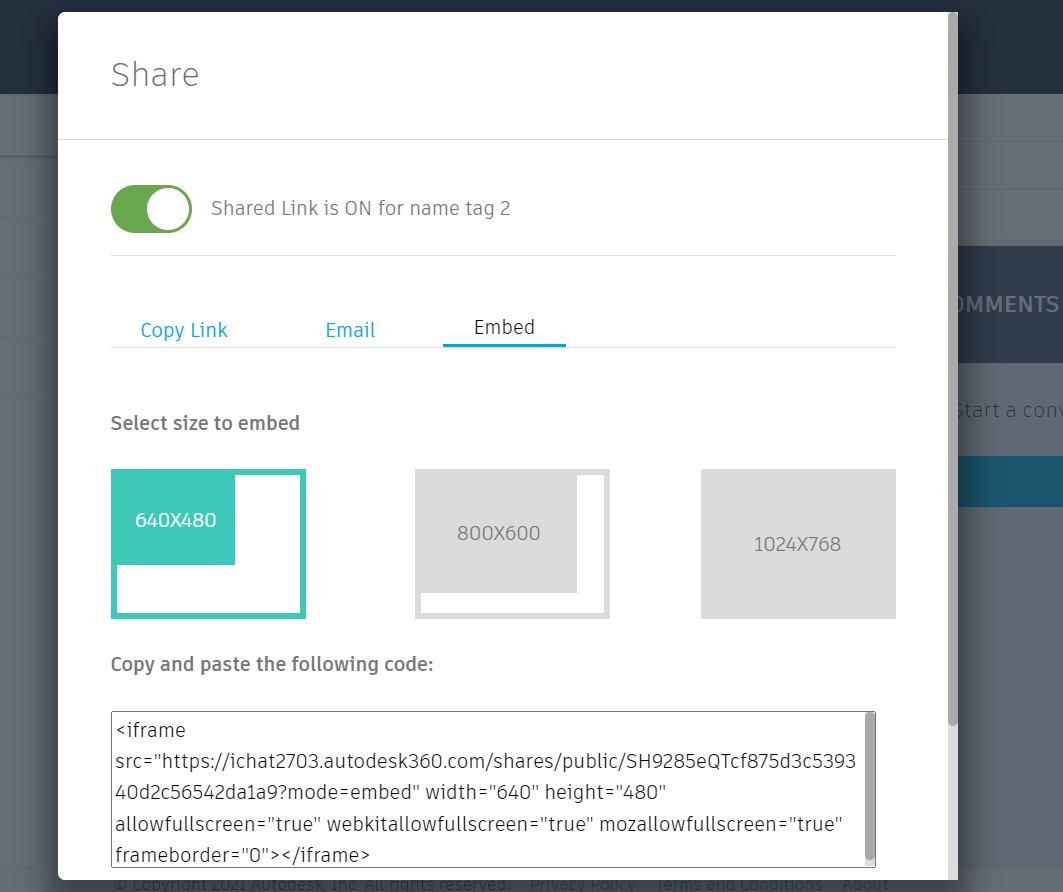 Share
Shared Link is ON for name tag 2
Copy Link
Email
Embed
OMMENTS
Start a conv
Select size to embed
640X480
800X600
1024X768
Copy and paste the following code:
<iframe
src="https://ichat2703.autodesk360.com/shares/public/SH9285eQTcf875d3c5393
40d2c56542da1a9?mode=embed" width="640" height="480"
allowfullscreen="true" webkitallowfullscreen="true" mozallowfullscreen="true"
frameborder="0"></iframe>
© Copyright 2021 Autodesk, Inc. All rights reserved. Privacy Policy Terms and Conditions About